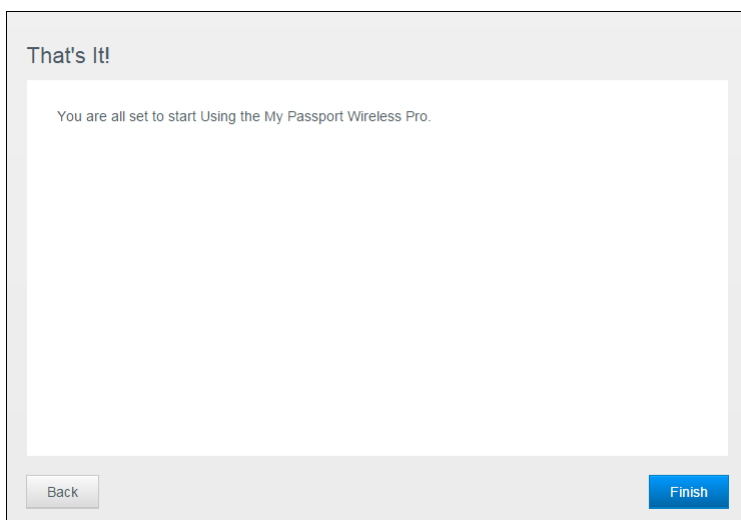 That's It!
You are all set to start Using the My Passport Wireless Pro.
Back
Finish